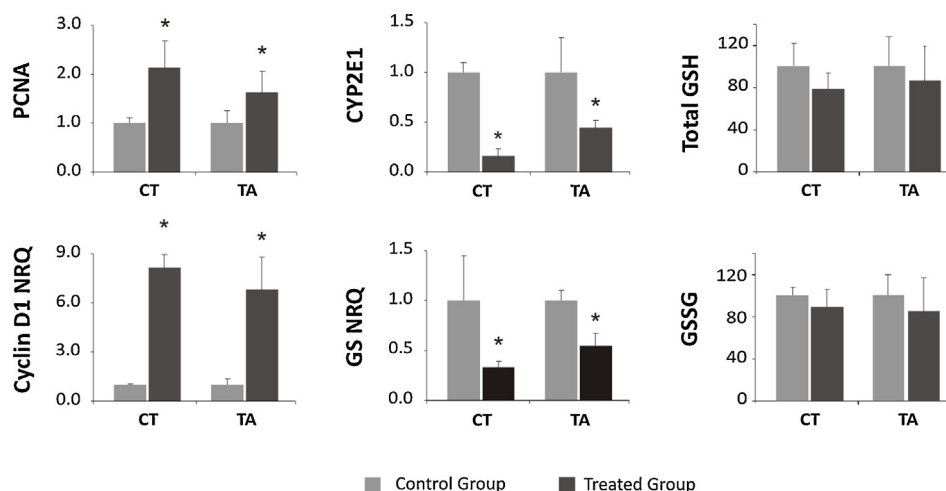 PCNA
3.0
2.0
1.0
0.0
*
*
CT TA
CYP2E1
1.5
1.0
0.5
0.0
*
*
CT TA
Total GSH
120
80
40
0
CT TA
Cyclin D1 NRQ
9.0
6.0
3.0
0.0
*
*
CT TA
GS NRQ
1.5
1.0
0.5
0.0
*
*
CT TA
GSSG
120
80
40
0
CT TA
Control Group Treated Group